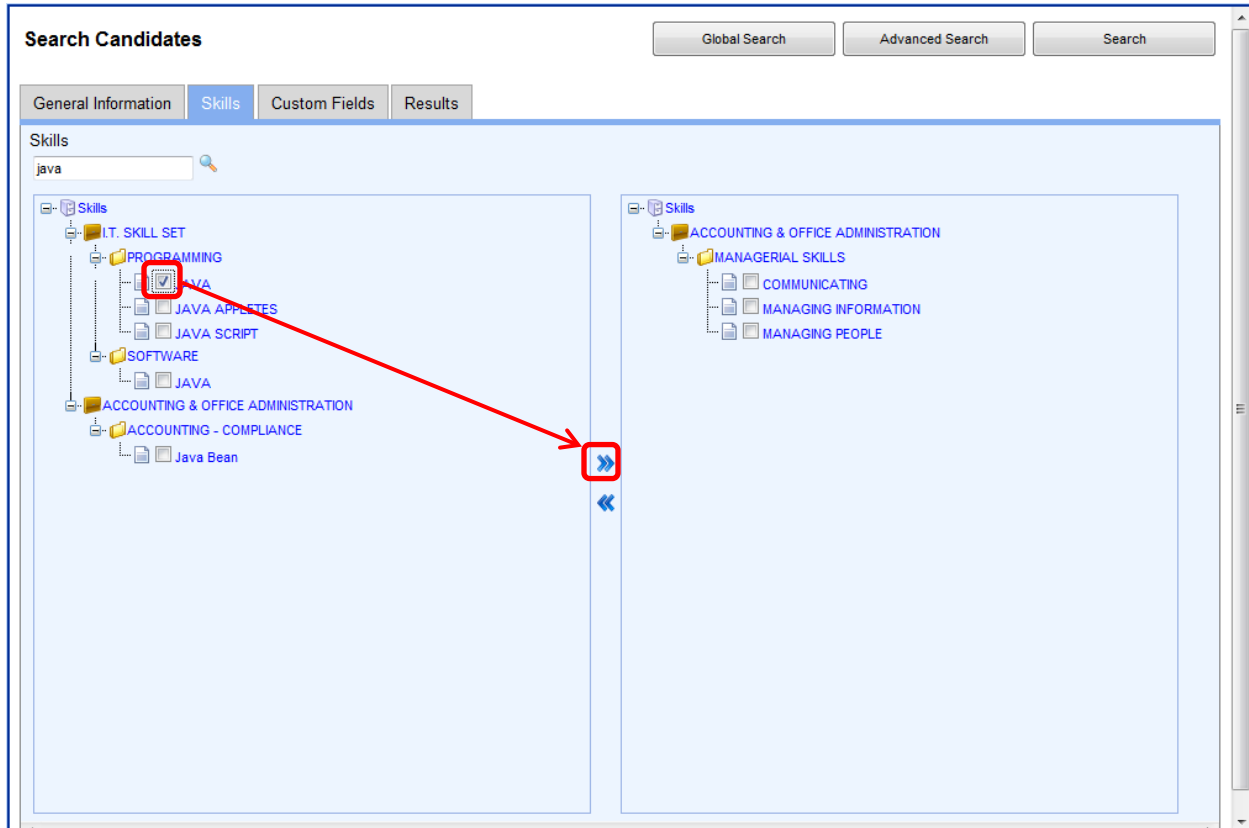 Search Candidates
Global Search
Advanced Search
Search
General Information
Skills
Custom Fields
Results
Skills
java
Skills
I.T. SKILL SET
PROGRAMMING
JAVA
JAVA APPLETES
JAVA SCRIPT
SOFTWARE
JAVA
ACCOUNTING & OFFICE ADMINISTRATION
ACCOUNTING - COMPLIANCE
Java Bean
Skills
ACCOUNTING & OFFICE ADMINISTRATION
MANAGERIAL SKILLS
COMMUNICATING
MANAGING INFORMATION
MANAGING PEOPLE